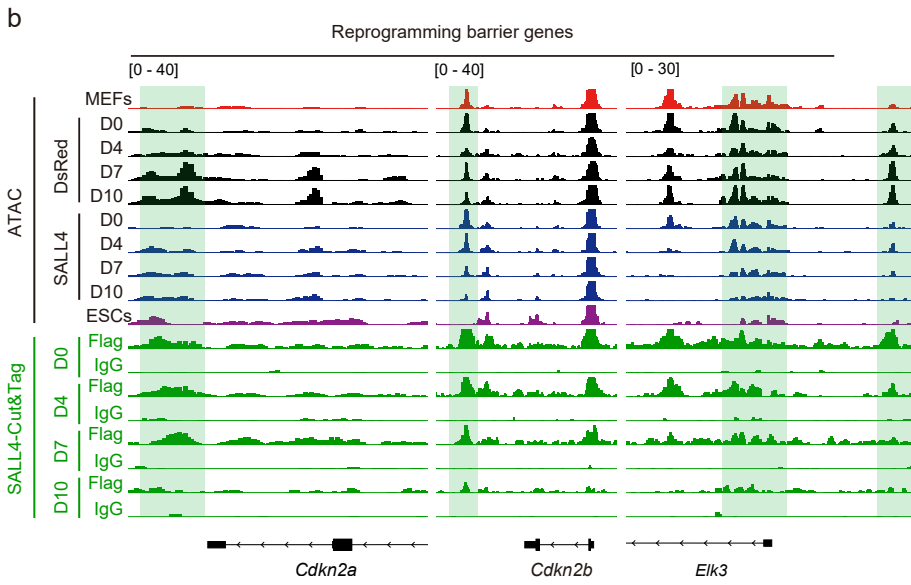 b
Reprogramming barrier genes
[0 - 40] [0 - 40] [0 - 30]
ATAC
MEFs
DsRed
D0
D4
D7
D10
SALL4
D0
D4
D7
D10
ESCs
SALL4-Cut&Tag
D0
Flag
IgG
D4
Flag
IgG
D7
Flag
IgG
D10
Flag
IgG
Cdkn2a Cdkn2b Elk3